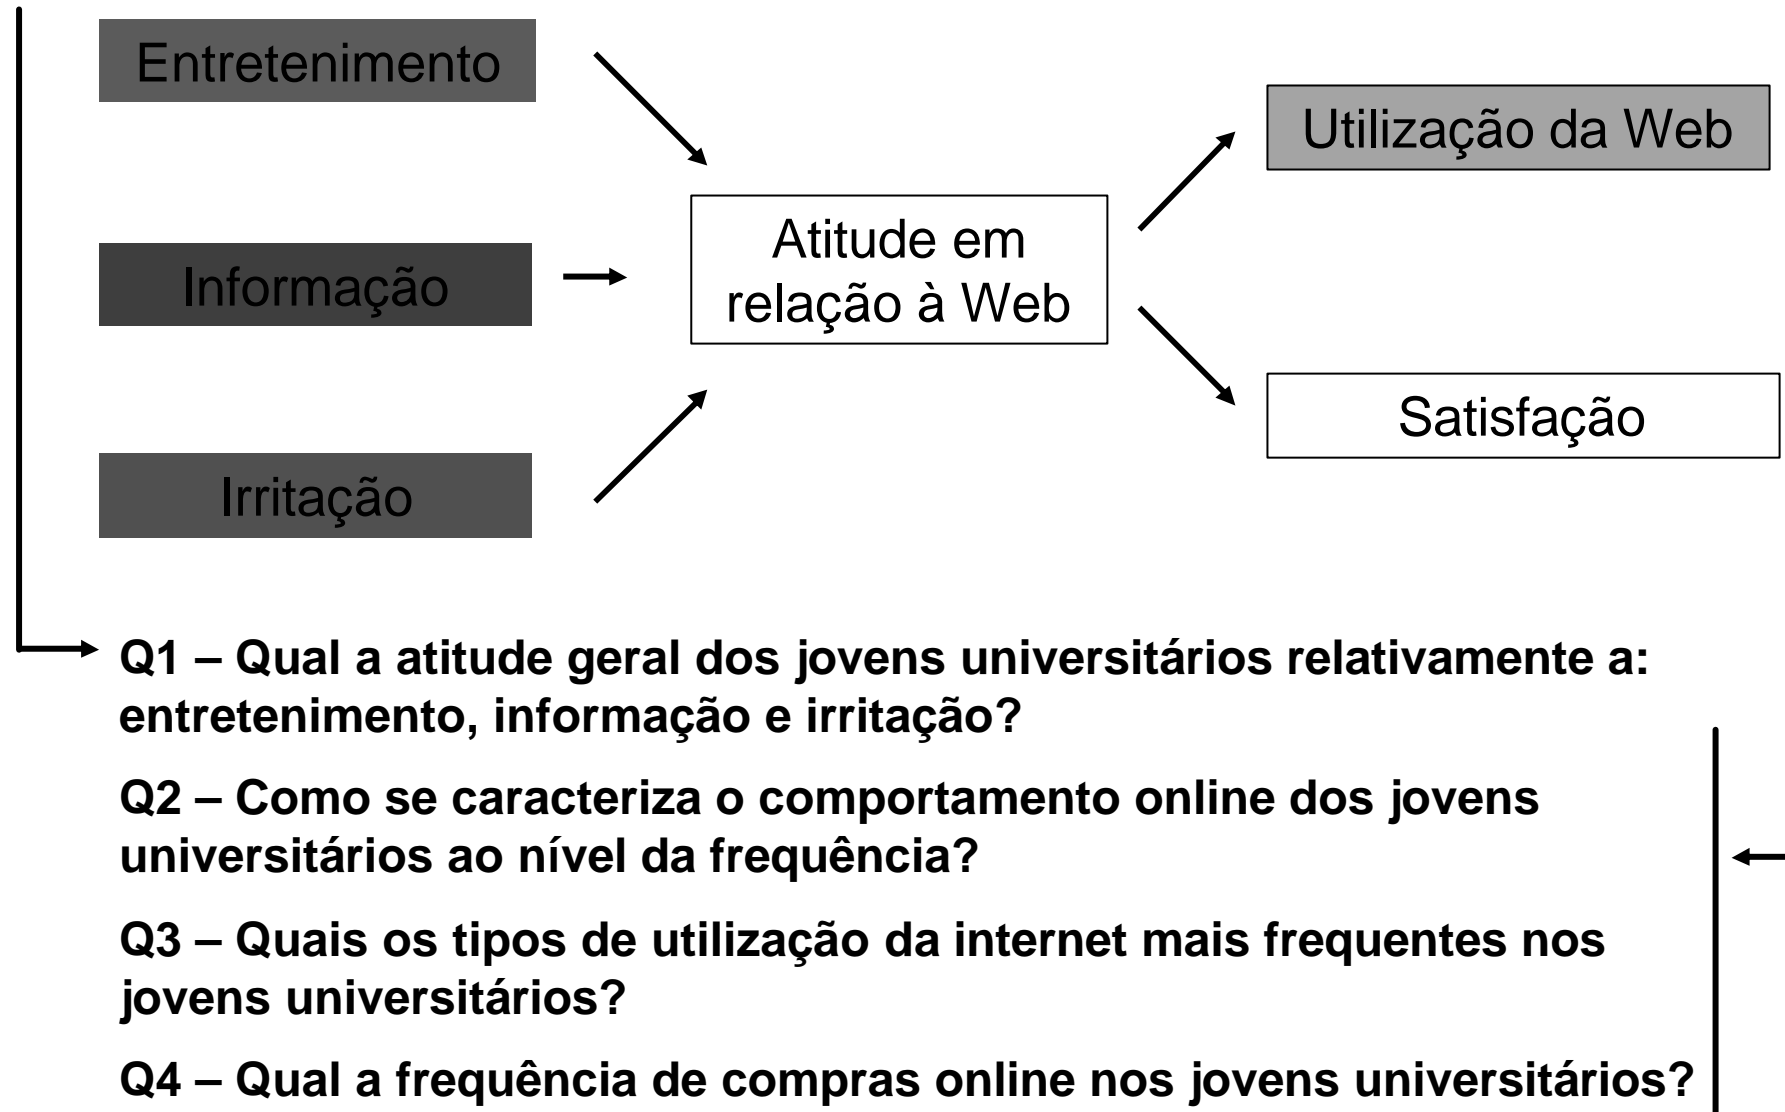 Entretenimento
Utilização da Web
Atitude em
relação à Web
Informação
Satisfação
Irritação
Q1 – Qual a atitude geral dos jovens universitários relativamente a:
entretenimento, informação e irritação?
Q2 – Como se caracteriza o comportamento online dos jovens
universitários ao nível da frequência?
Q3 – Quais os tipos de utilização da internet mais frequentes nos
jovens universitários?
Q4 – Qual a frequência de compras online nos jovens universitários?